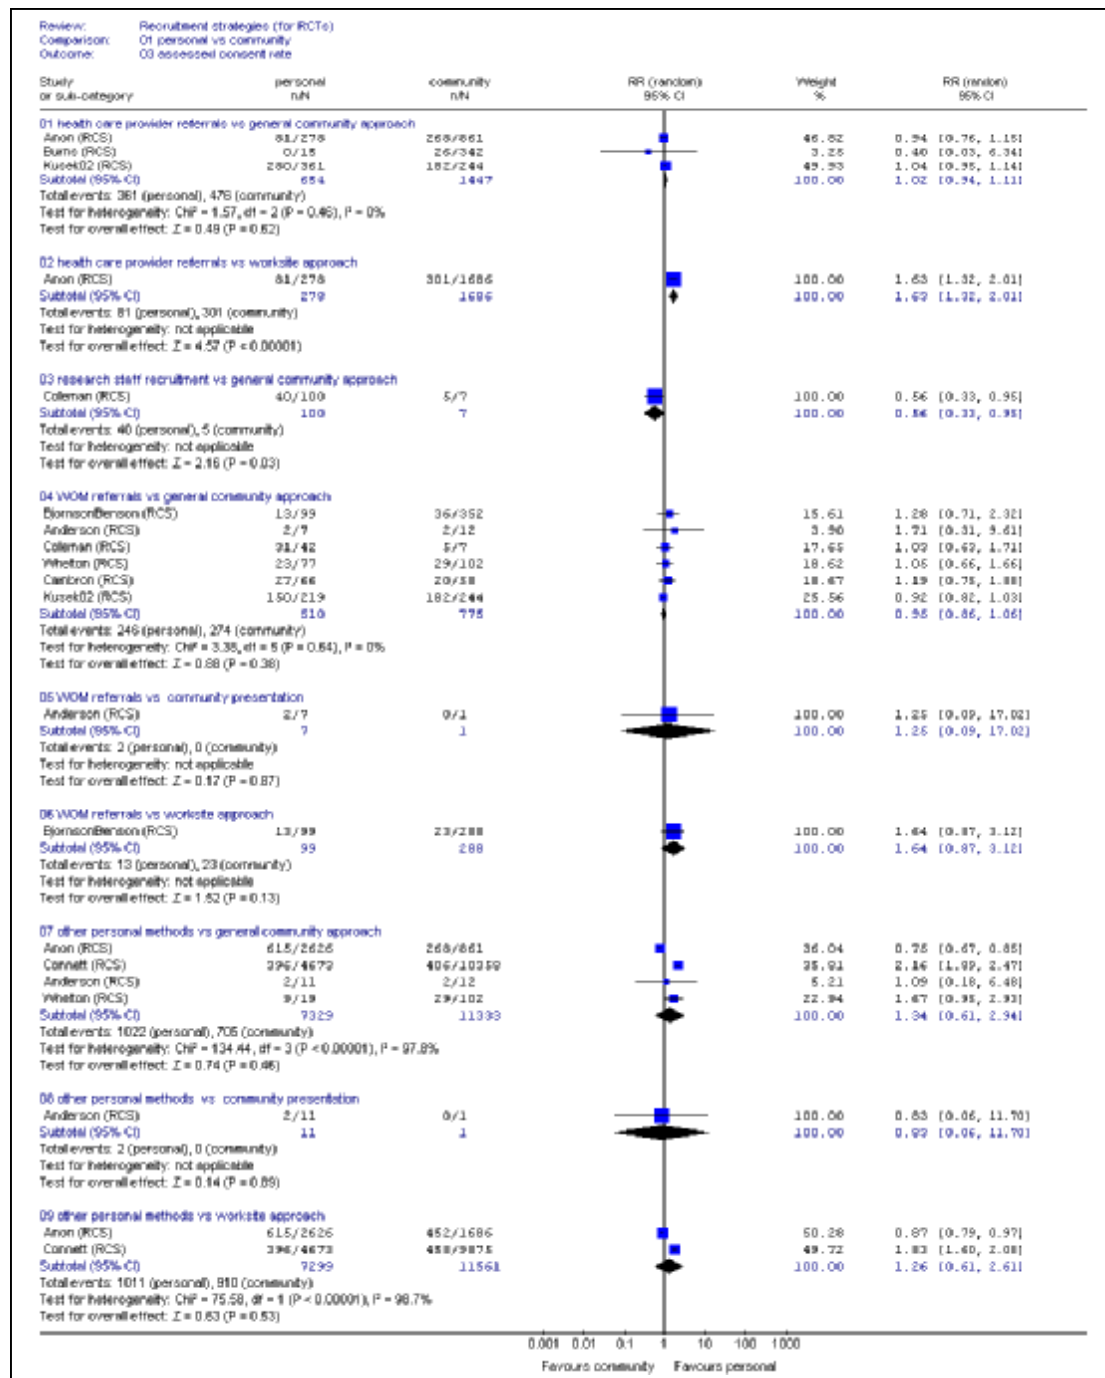 Review: Recruitment strategies (for RCTs)
Comparison: 01 personal vs community
Outcome: 03 assessed consent rate
Study personal community RR (random) Weight RR (random)
or sub-category n/N n/N 95% CI % 95% CI
01 health care provider referrals vs general community approach
Anon (RCS) 81/278 268/861 46.82 0.94 [0.76, 1.15]
Burns (RCS) 0/15 26/342 3.25 0.40 [0.03, 6.34]
Kusek02 (RCS) 280/361 182/244 49.93 1.04 [0.95, 1.14]
Subtotal (95% CI) 654 1447 100.00 1.02 [0.94, 1.11]
Total events: 361 (personal), 476 (community)
Test for heterogeneity: Chi² = 1.57, df = 2 (P = 0.46), I² = 0%
Test for overall effect: Z = 0.49 (P = 0.62)
02 health care provider referrals vs worksite approach
Anon (RCS) 81/278 301/1686 100.00 1.63 [1.32, 2.01]
Subtotal (95% CI) 278 1686 100.00 1.63 [1.32, 2.01]
Total events: 81 (personal), 301 (community)
Test for heterogeneity: not applicable
Test for overall effect: Z = 4.57 (P < 0.00001)
03 research staff recruitment vs general community approach
Coleman (RCS) 40/100 5/7 100.00 0.56 [0.33, 0.95]
Subtotal (95% CI) 100 7 100.00 0.56 [0.33, 0.95]
Total events: 40 (personal), 5 (community)
Test for heterogeneity: not applicable
Test for overall effect: Z = 2.16 (P = 0.03)
04 WOM referrals vs general community approach
BjornsonBenson (RCS) 13/99 36/352 15.61 1.28 [0.71, 2.32]
Anderson (RCS) 2/7 2/12 3.90 1.71 [0.31, 9.61]
Coleman (RCS) 31/42 5/7 17.65 1.03 [0.63, 1.71]
Whelton (RCS) 23/77 29/102 18.62 1.05 [0.66, 1.66]
Cambron (RCS) 27/66 20/58 18.67 1.19 [0.75, 1.88]
Kusek02 (RCS) 150/219 182/244 25.56 0.92 [0.82, 1.03]
Subtotal (95% CI) 510 775 100.00 0.95 [0.86, 1.06]
Total events: 246 (personal), 274 (community)
Test for heterogeneity: Chi² = 3.38, df = 5 (P = 0.64), I² = 0%
Test for overall effect: Z = 0.88 (P = 0.38)
05 WOM referrals vs community presentation
Anderson (RCS) 2/7 0/1 100.00 1.25 [0.09, 17.02]
Subtotal (95% CI) 7 1 100.00 1.25 [0.09, 17.02]
Total events: 2 (personal), 0 (community)
Test for heterogeneity: not applicable
Test for overall effect: Z = 0.17 (P = 0.87)
06 WOM referrals vs worksite approach
BjornsonBenson (RCS) 13/99 23/288 100.00 1.64 [0.87, 3.12]
Subtotal (95% CI) 99 288 100.00 1.64 [0.87, 3.12]
Total events: 13 (personal), 23 (community)
Test for heterogeneity: not applicable
Test for overall effect: Z = 1.52 (P = 0.13)
07 other personal methods vs general community approach
Anon (RCS) 615/2626 268/861 36.04 0.75 [0.67, 0.85]
Connett (RCS) 396/4673 406/10358 35.81 2.16 [1.89, 2.47]
Anderson (RCS) 2/11 2/12 5.21 1.09 [0.18, 6.48]
Whelton (RCS) 9/19 29/102 22.94 1.67 [0.95, 2.93]
Subtotal (95% CI) 7329 11333 100.00 1.34 [0.61, 2.94]
Total events: 1022 (personal), 705 (community)
Test for heterogeneity: Chi² = 134.44, df = 3 (P < 0.00001), I² = 97.8%
Test for overall effect: Z = 0.74 (P = 0.46)
08 other personal methods vs community presentation
Anderson (RCS) 2/11 0/1 100.00 0.83 [0.06, 11.70]
Subtotal (95% CI) 11 1 100.00 0.83 [0.06, 11.70]
Total events: 2 (personal), 0 (community)
Test for heterogeneity: not applicable
Test for overall effect: Z = 0.14 (P = 0.89)
09 other personal methods vs worksite approach
Anon (RCS) 615/2626 452/1686 50.28 0.87 [0.79, 0.97]
Connett (RCS) 396/4673 458/9875 49.72 1.83 [1.60, 2.08]
Subtotal (95% CI) 7299 11561 100.00 1.26 [0.61, 2.61]
Total events: 1011 (personal), 910 (community)
Test for heterogeneity: Chi² = 75.58, df = 1 (P < 0.00001), I² = 98.7%
Test for overall effect: Z = 0.63 (P = 0.53)
0.001 0.01 0.1 1 10 100 1000
Favours community Favours personal